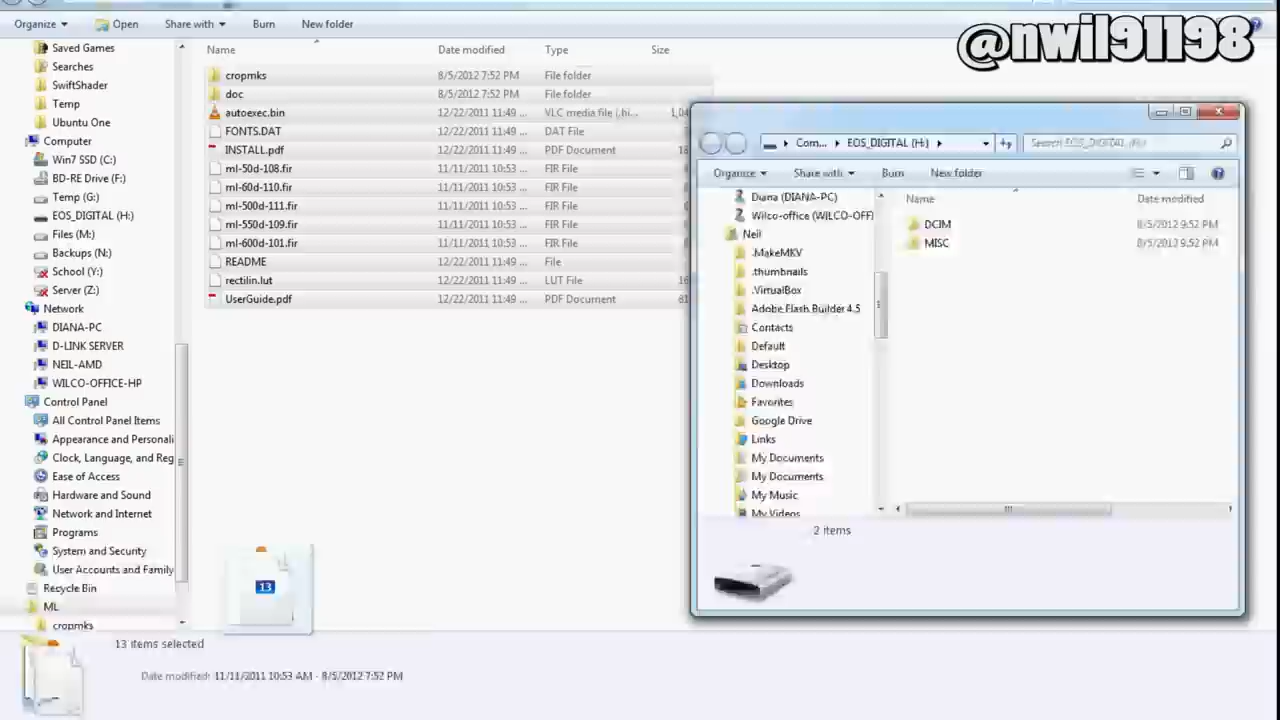 Organize Open Share with Burn New folder
@nwil91198
Saved Games
Searches
SwiftShader
Temp
Ubuntu One
Computer
Win7 SSD (C:)
BD-RE Drive (F:)
Temp (G:)
EOS_DIGITAL (H:)
Files (M:)
Backups (N:)
School (Y:)
Server (Z:)
Network
DIANA-PC
D-LINK SERVER
NEIL-AMD
WILCO-OFFICE-HP
Control Panel
All Control Panel Items
Appearance and Personali
Clock, Language, and Reg
Ease of Access
Hardware and Sound
Network and Internet
Programs
System and Security
User Accounts and Family
Recycle Bin
ML
cropmks
Name Date modified Type Size
cropmks 8/5/2012 7:52 PM File folder
doc 8/5/2012 7:52 PM File folder
autoexec.bin 12/22/2011 11:49 ... VLC media file (.hi... 1,04
FONTS.DAT 12/22/2011 11:49 ... DAT File
INSTALL.pdf 12/22/2011 11:49 ... PDF Document 18
ml-50d-108.fir 11/11/2011 10:53 ... FIR File
ml-60d-110.fir 11/11/2011 10:53 ... FIR File
ml-500d-111.fir 11/11/2011 10:53 ... FIR File
ml-550d-109.fir 11/11/2011 10:53 ... FIR File
ml-600d-101.fir 11/11/2011 10:53 ... FIR File
README 12/22/2011 11:49 ... File
rectilin.lut 12/22/2011 11:49 ... LUT File 16
UserGuide.pdf 12/22/2011 11:49 ... PDF Document 61
13
13 items selected
Date modified: 11/11/2011 10:53 AM - 8/5/2012 7:52 PM
Com... EOS_DIGITAL (H:) Search EOS_DIGITAL (H:)
Organize Share with Burn New folder
Diana (DIANA-PC)
Wilco-office (WILCO-OFF
Neil
.MakeMKV
.thumbnails
.VirtualBox
Adobe Flash Builder 4.5
Contacts
Default
Desktop
Downloads
Favorites
Google Drive
Links
My Documents
My Documents
My Music
My Videos
Name Date modified
DCIM 8/5/2012 9:52 PM
MISC 8/5/2012 9:52 PM
2 items